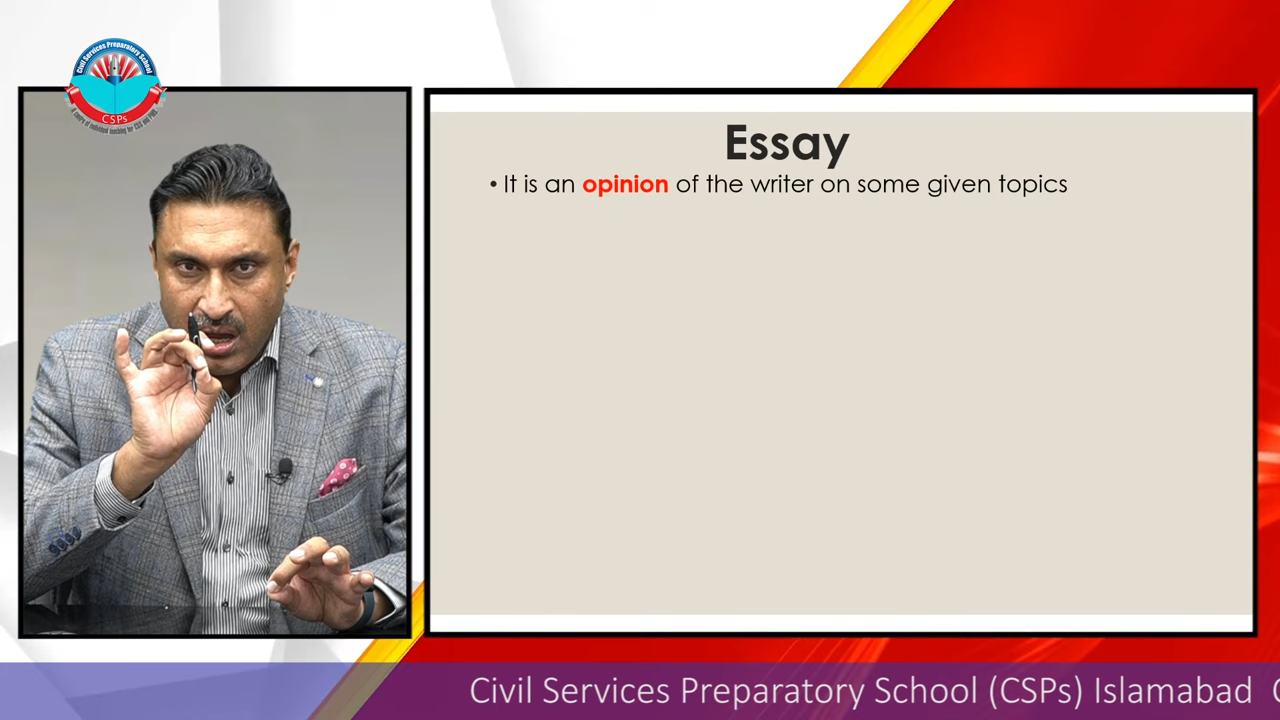 Civil Services Preparatory School
CSPs
Essay
• It is an opinion of the writer on some given topics
Civil Services Preparatory School (CSPs) Islamabad